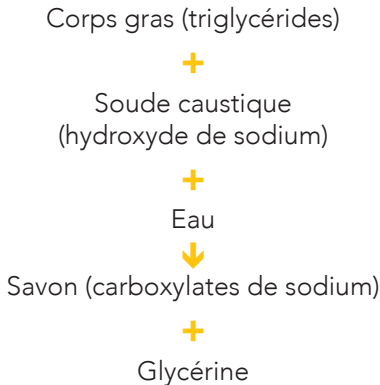 Corps gras (triglycérides)
+
Soude caustique
(hydroxyde de sodium)
+
Eau
Savon (carboxylates de sodium)
+
Glycérine